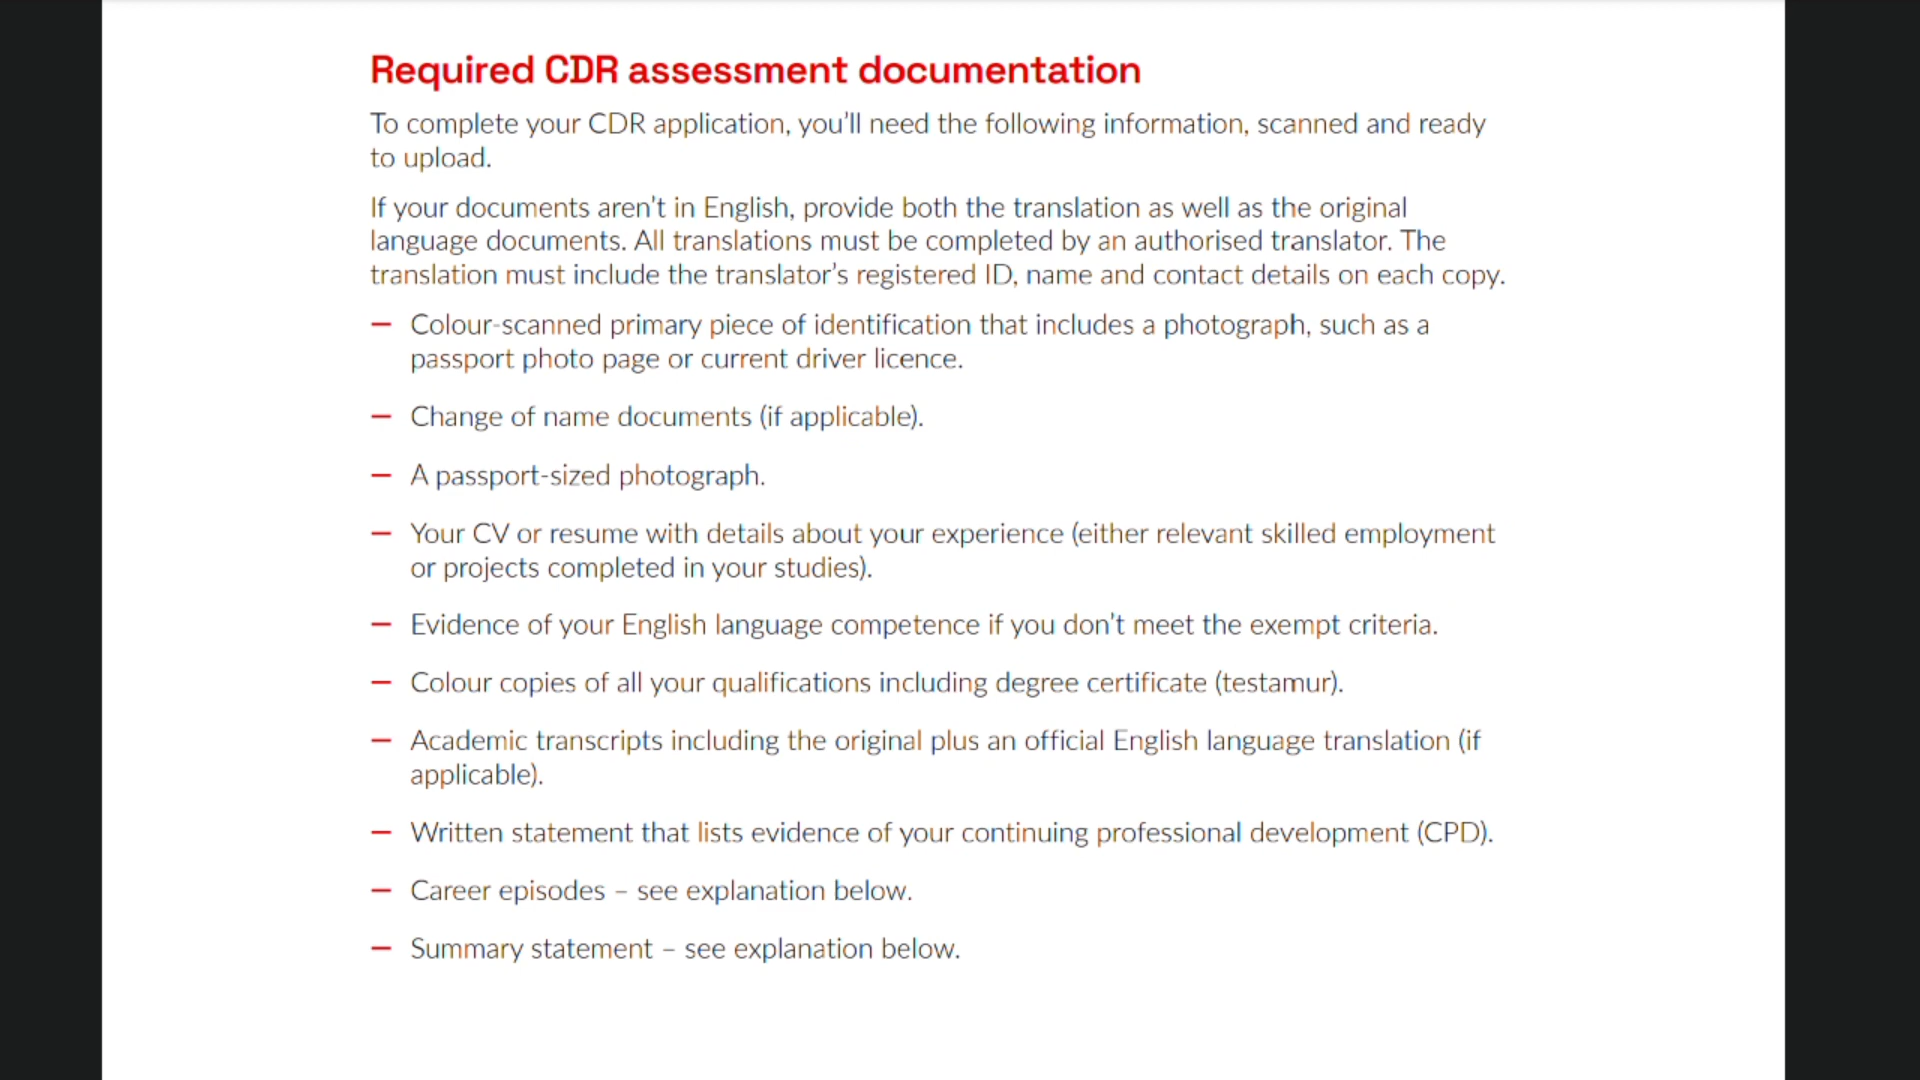 Required CDR assessment documentation
To complete your CDR application, you'll need the following information, scanned and ready
to upload.
If your documents aren't in English, provide both the translation as well as the original
language documents. All translations must be completed by an authorised translator. The
translation must include the translator's registered ID, name and contact details on each copy.
— Colour-scanned primary piece of identification that includes a photograph, such as a
passport photo page or current driver licence.
— Change of name documents (if applicable).
— A passport-sized photograph.
— Your CV or resume with details about your experience (either relevant skilled employment
or projects completed in your studies).
— Evidence of your English language competence if you don't meet the exempt criteria.
— Colour copies of all your qualifications including degree certificate (testamur).
— Academic transcripts including the original plus an official English language translation (if
applicable).
— Written statement that lists evidence of your continuing professional development (CPD).
— Career episodes – see explanation below.
— Summary statement – see explanation below.